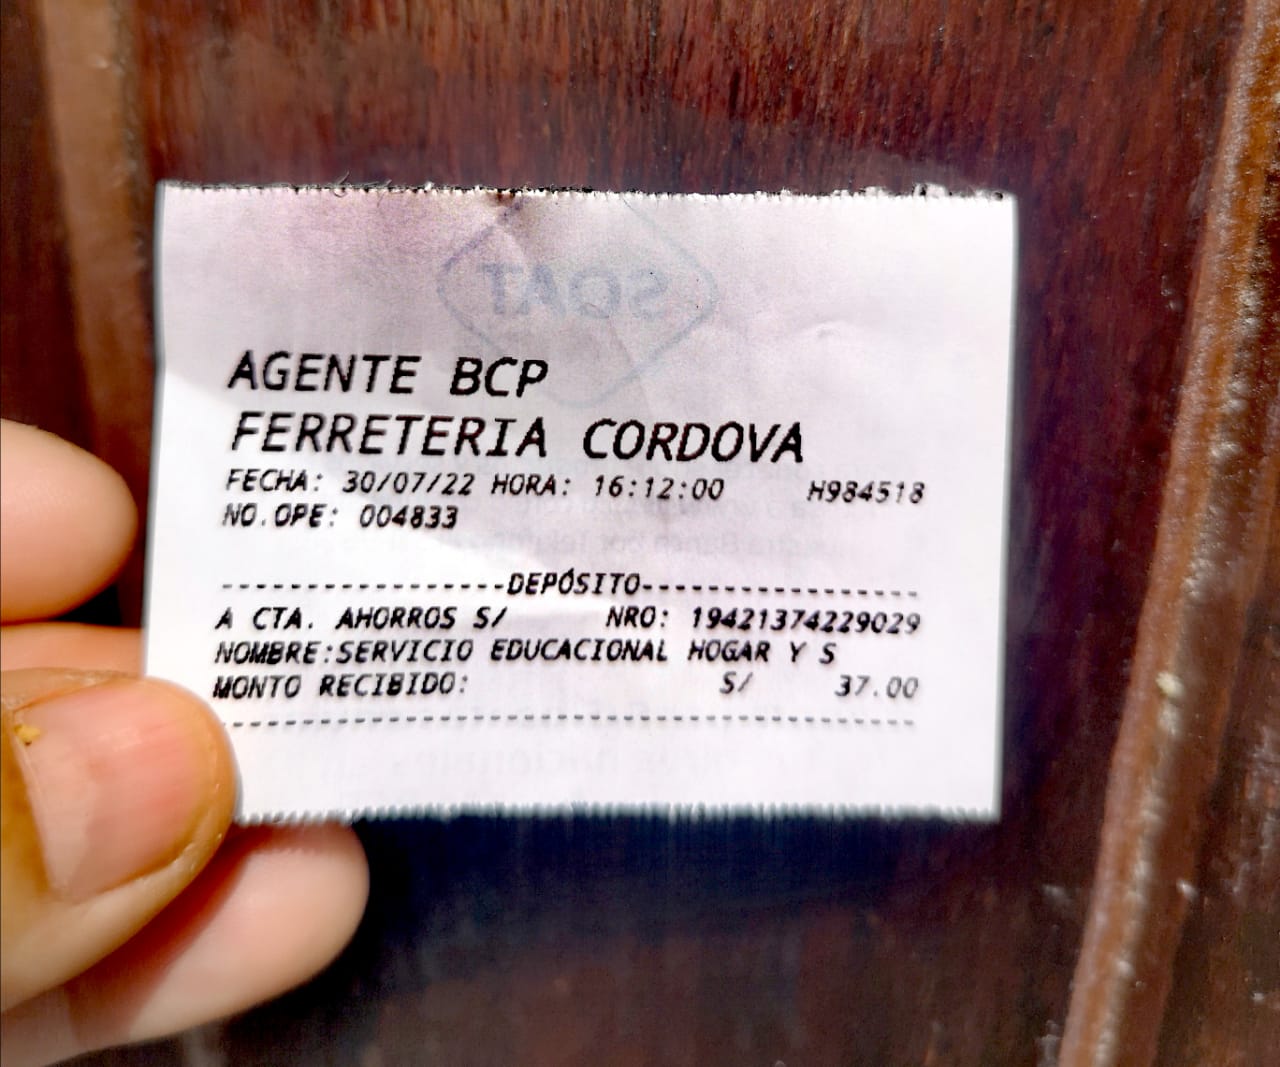 AGENTE BCP
FERRETERIA CORDOVA
FECHA: 30/07/22 HORA: 16:12:00 H984518
NO.OPE: 004833
-----------------DEPÓSITO-----------------
A CTA. AHORROS S/ NRO: 19421374229029
NOMBRE:SERVICIO EDUCACIONAL HOGAR Y S
MONTO RECIBIDO: S/ 37.00